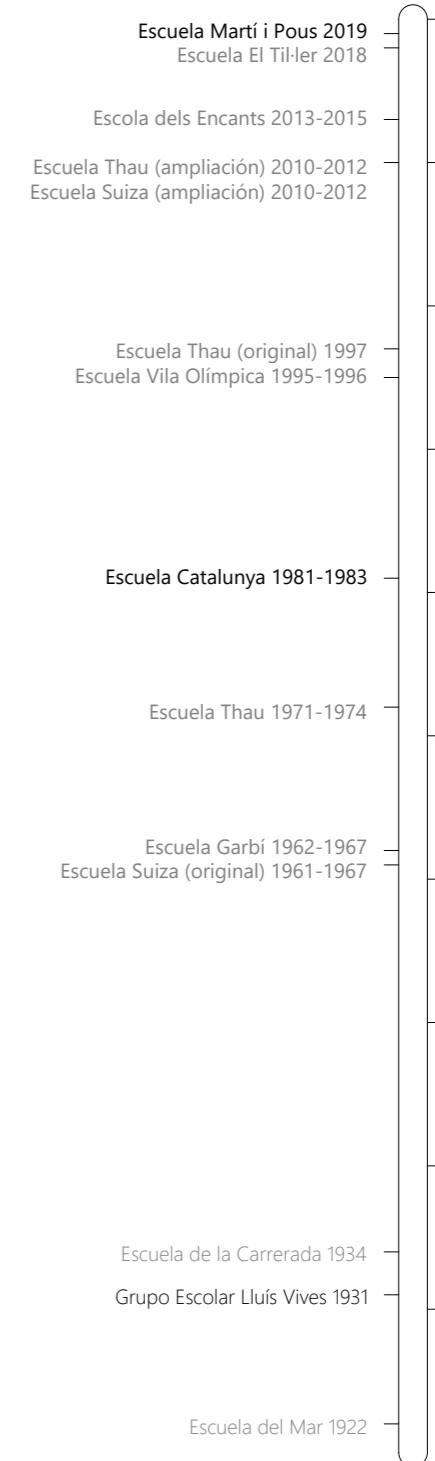 Escuela Martí i Pous 2019
Escuela El Til·ler 2018
Escola dels Encants 2013-2015
Escuela Thau (ampliación) 2010-2012
Escuela Suiza (ampliación) 2010-2012
Escuela Thau (original) 1997
Escuela Vila Olímpica 1995-1996
Escuela Catalunya 1981-1983
Escuela Thau 1971-1974
Escuela Garbí 1962-1967
Escuela Suiza (original) 1961-1967
Escuela de la Carrerada 1934
Grupo Escolar Lluís Vives 1931
Escuela del Mar 1922